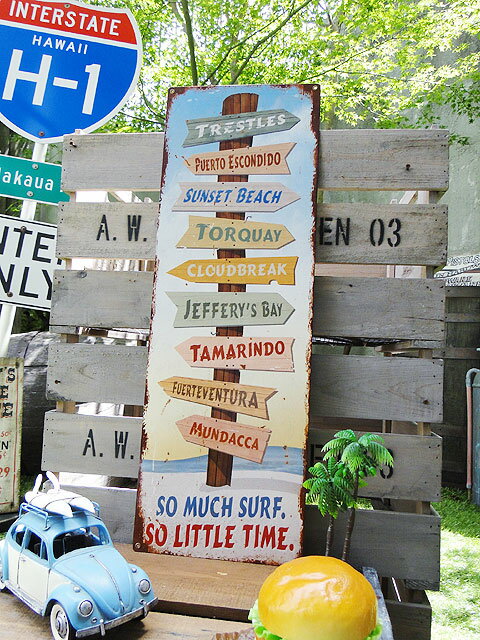 INTERSTATE
HAWAII
H-1
lakaua
NTE
NLY
A. W.
EN 03
A. W.
TRESTLES
PUERTO ESCONDIDO
SUNSET BEACH
TORQUAY
CLOUDBREAK
JEFFERY'S BAY
TAMARINDO
FUERTEVENTURA
MUNDACCA
SO MUCH SURF.
SO LITTLE TIME.